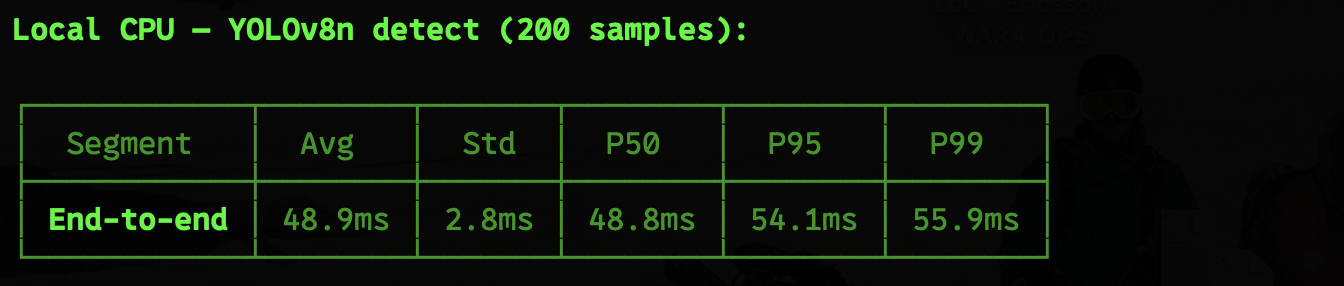 Local CPU — YOLOv8n detect (200 samples):
Segment Avg Std P50 P95 P99
End-to-end 48.9ms 2.8ms 48.8ms 54.1ms 55.9ms